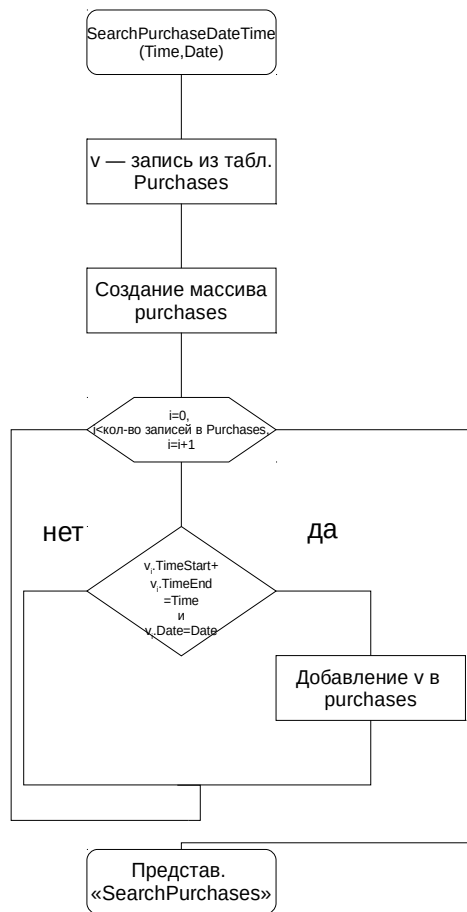 SearchPurchaseDateTime
(Time,Date)
v — запись из табл.
Purchases
Создание массива
purchases
i=0,
i<кол-во записей в Purchases,
i=i+1
нет
да
vᵢ.TimeStart+
vᵢ.TimeEnd
=Time
и
vᵢ.Date=Date
Добавление v в
purchases
Представ.
«SearchPurchases»